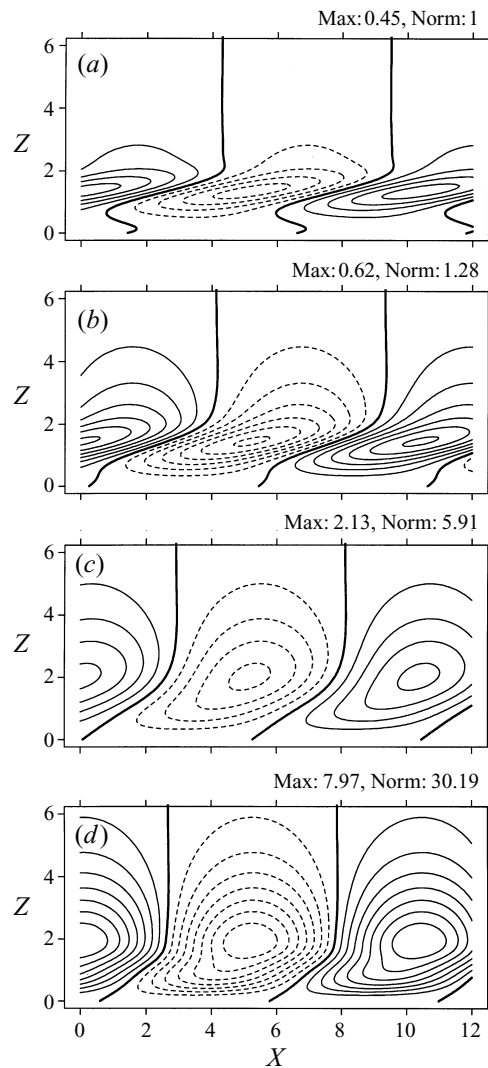 Max: 0.45, Norm: 1
6
(a)
4
Z
2
0
Max: 0.62, Norm: 1.28
6
(b)
4
Z
2
0
Max: 2.13, Norm: 5.91
6
(c)
4
Z
2
0
Max: 7.97, Norm: 30.19
6
(d)
4
Z
2
0
0 2 4 6 8 10 12
X